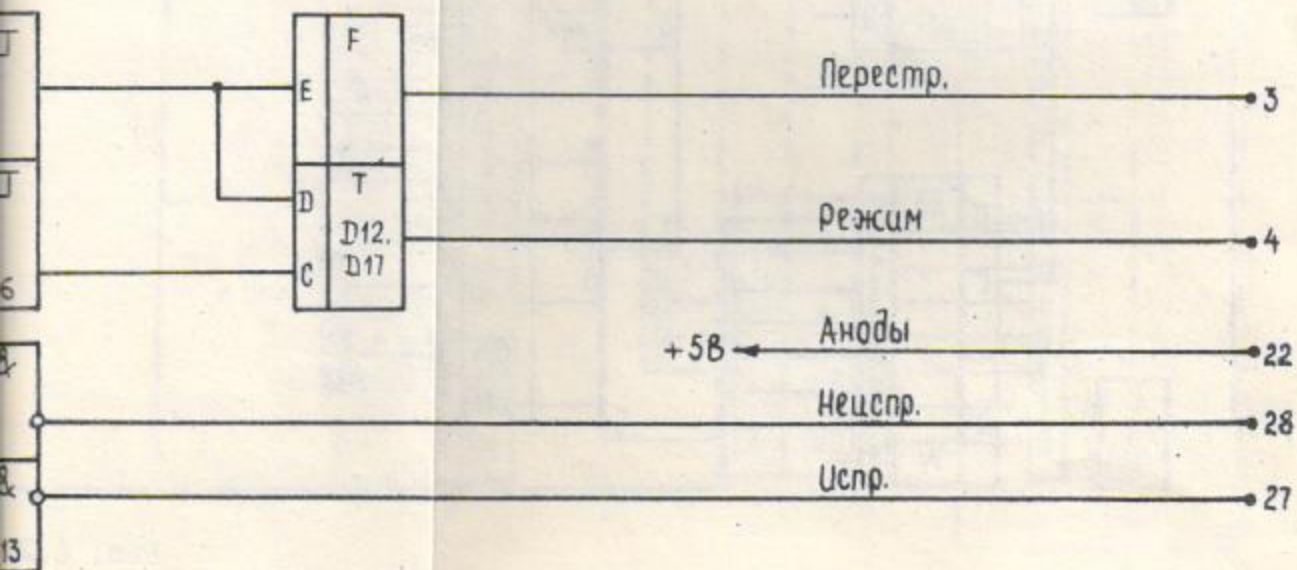 F
E
Перестр.
3
T
D
D12.
D17
Режим
4
6
C
+5В
Аноды
22
Неиспр.
28
Испр.
27
13